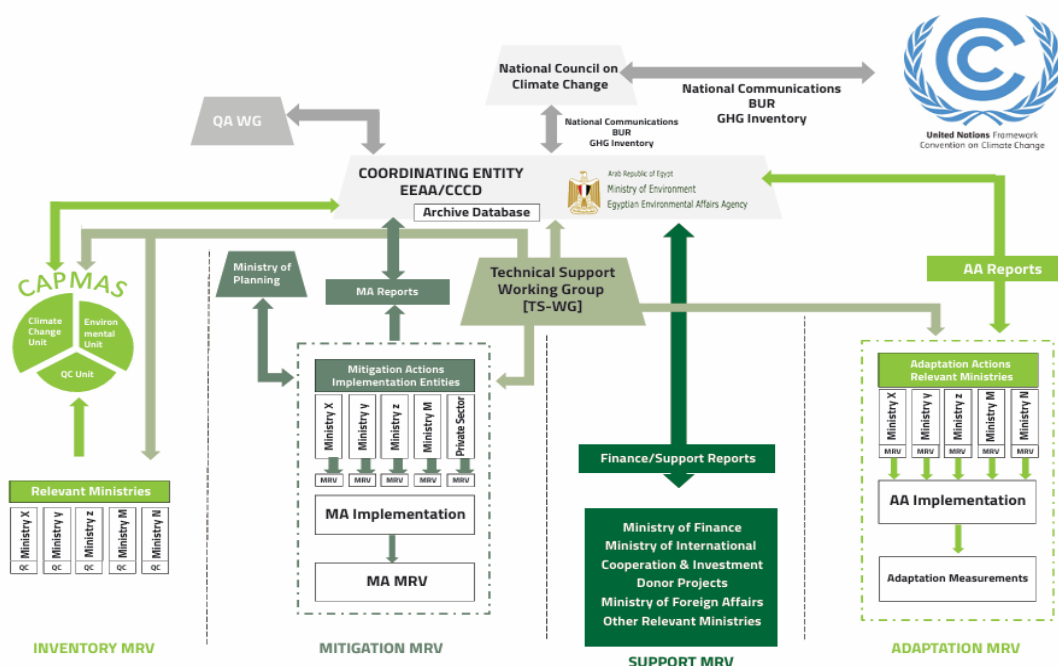 National Council on
Climate Change
National Communications
BUR
GHG Inventory
United Nations Framework
Convention on Climate Change
QA WG
National Communications
BUR
GHG Inventory
COORDINATING ENTITY
EEAA/CCCD
Archive Database
Arab Republic of Egypt
Ministry of Environment
Egyptian Environmental Affairs Agency
CAPMAS
Climate
Change
Unit
Environ
mental
Unit
QC Unit
Ministry of
Planning
MA Reports
Technical Support
Working Group
[TS-WG]
AA Reports
Mitigation Actions
Implementation Entities
Ministry X
Ministry y
Ministry z
Ministry M
Private Sector
MRV
MRV
MRV
MRV
MRV
MA Implementation
MA MRV
Adaptation Actions
Relevant Ministries
Ministry X
Ministry y
Ministry z
Ministry M
Ministry N
MRV
MRV
MRV
MRV
MRV
AA Implementation
Adaptation Measurements
Finance/Support Reports
Ministry of Finance
Ministry of International
Cooperation & Investment
Donor Projects
Ministry of Foreign Affairs
Other Relevant Ministries
Relevant Ministries
Ministry X
Ministry y
Ministry z
Ministry M
Ministry N
QC
QC
QC
QC
QC
INVENTORY MRV
MITIGATION MRV
SUPPORT MRV
ADAPTATION MRV